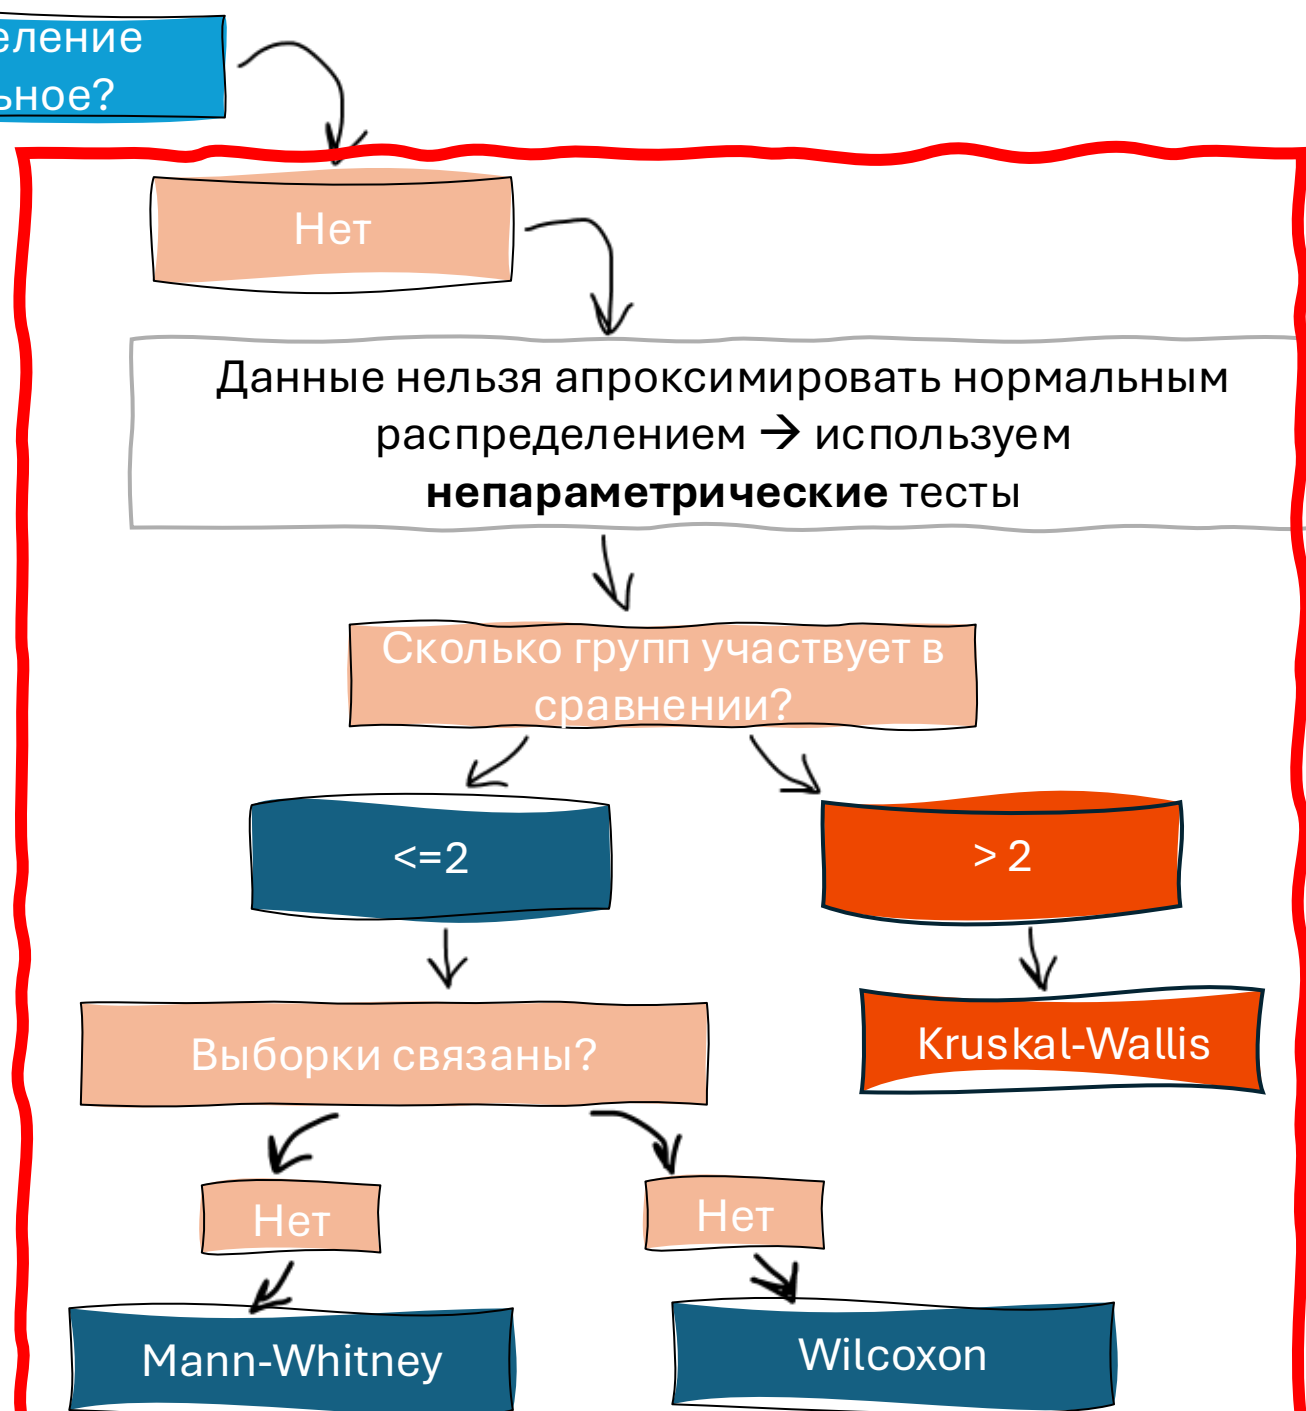 еление
ьное?
Нет
Данные нельзя апроксимировать нормальным
распределением → используем
непараметрические тесты
Сколько групп участвует в
сравнении?
<=2
> 2
Выборки связаны?
Kruskal-Wallis
Нет
Нет
Mann-Whitney
Wilcoxon